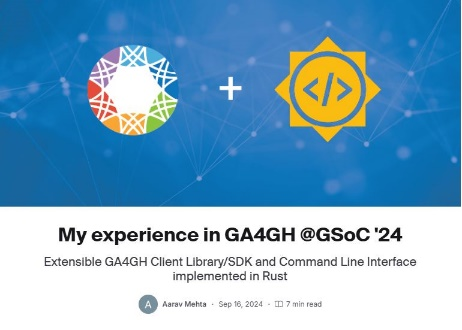 +
</>
My experience in GA4GH @GSoC '24
Extensible GA4GH Client Library/SDK and Command Line Interface
implemented in Rust
A Aarav Mehta · Sep 16, 2024 · 7 min read